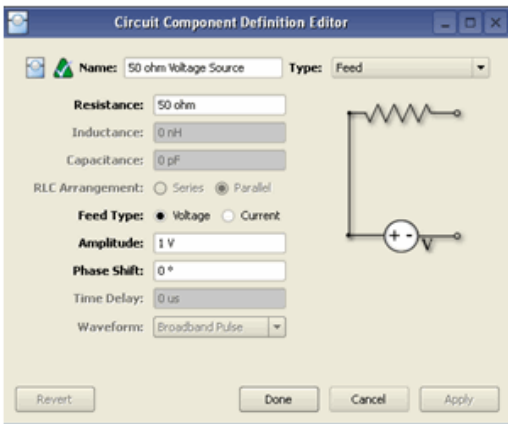 Circuit Component Definition Editor
Name: 50 ohm Voltage Source Type: Feed
Resistance: 50 ohm
Inductance: 0 nH
Capacitance: 0 pF
RLC Arrangement: Series Parallel
Feed Type: Voltage Current
Amplitude: 1 V
Phase Shift: 0 °
Time Delay: 0 us
Waveform: Broadband Pulse
+ -
V
Revert Done Cancel Apply